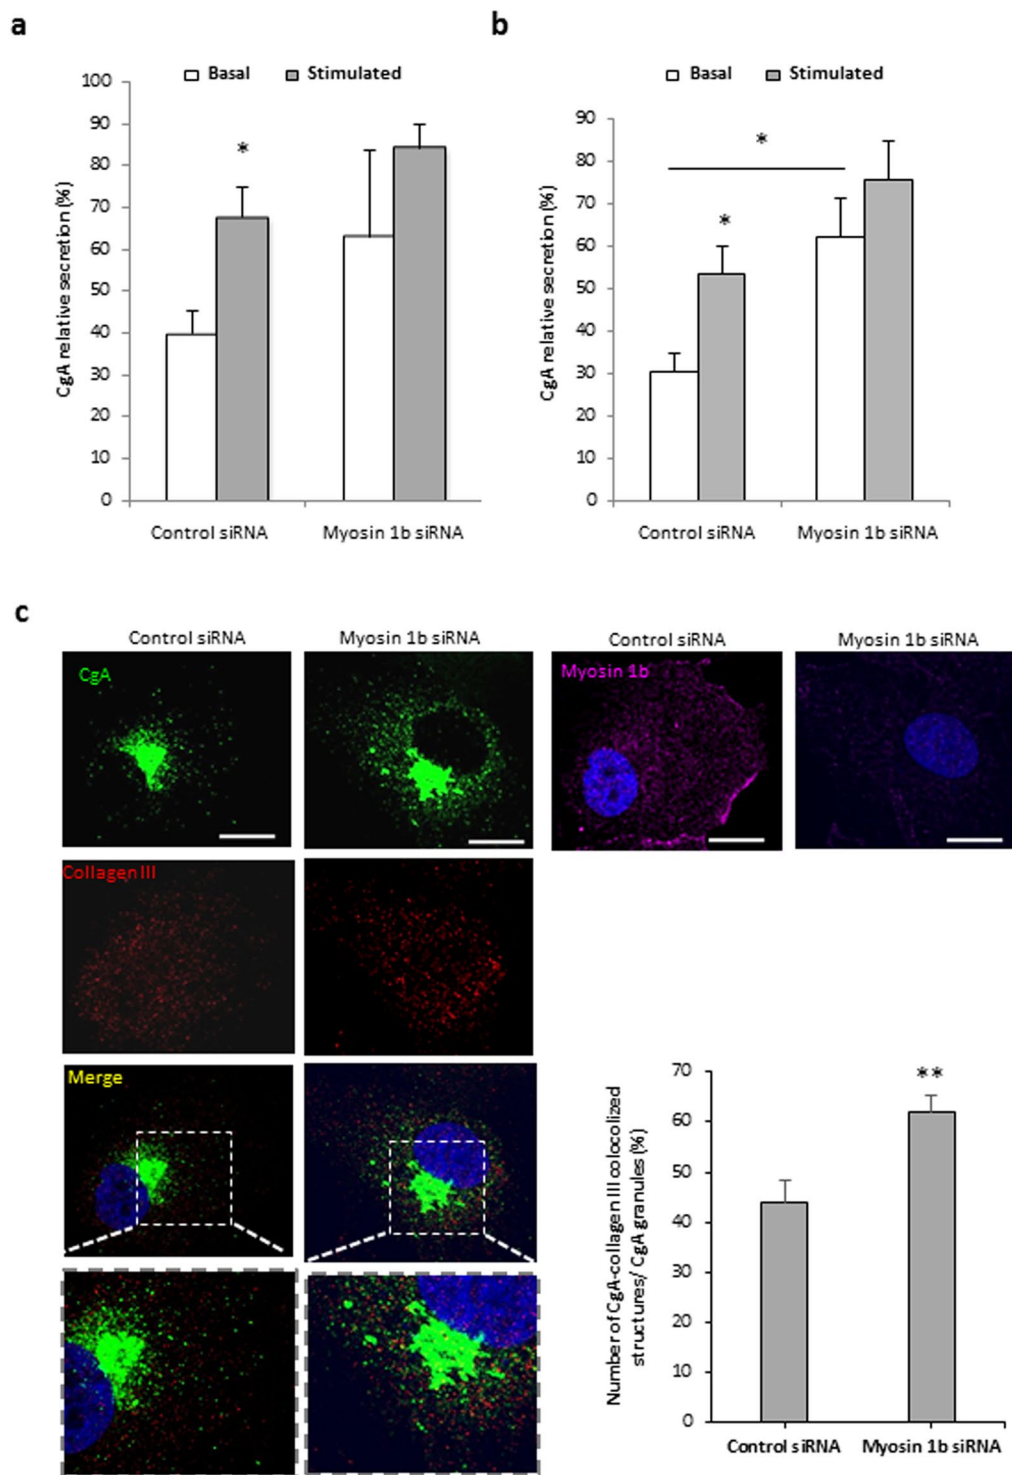 a
Basal Stimulated
100
90
80
70
60
50
40
30
20
10
0
CgA relative secretion (%)
*
Control siRNA Myosin 1b siRNA
b
Basal Stimulated
90
80
70
60
50
40
30
20
10
0
CgA relative secretion (%)
*
*
Control siRNA Myosin 1b siRNA
c
Control siRNA Myosin 1b siRNA Control siRNA Myosin 1b siRNA
CgA
Myosin 1b
Collagen III
Merge
Number of CgA-collagen III colocolized
structures/ CgA granules (%)
70
60
50
40
30
20
10
0
**
Control siRNA Myosin 1b siRNA